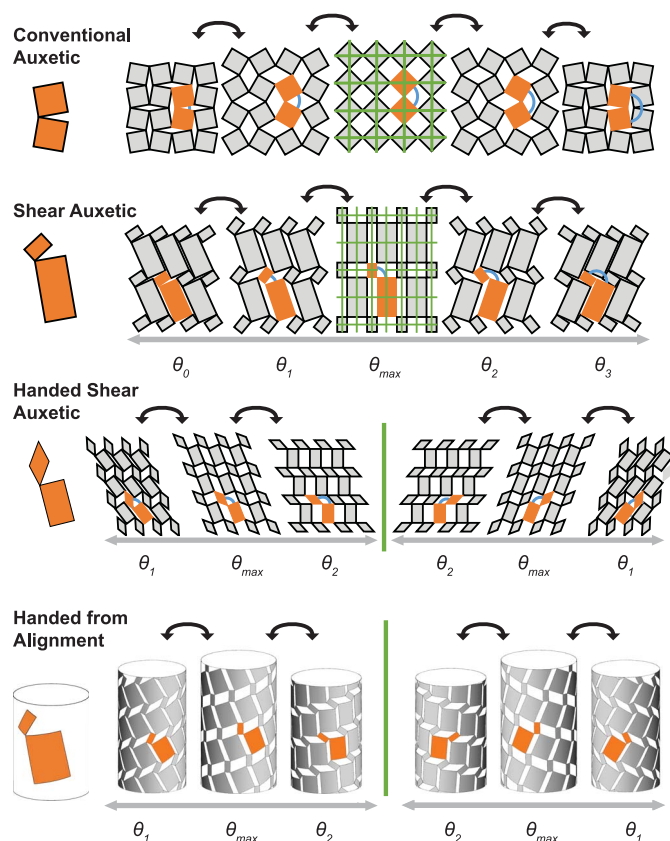 Conventional
Auxetic
Shear Auxetic
θ0 θ1 θmax θ2 θ3
Handed Shear
Auxetic
θ1 θmax θ2 θ2 θmax θ1
Handed from
Alignment
θ1 θmax θ2 θ2 θmax θ1